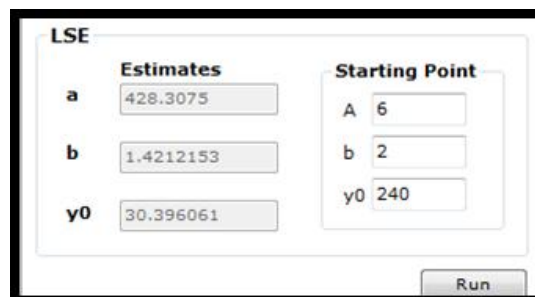 LSE
Estimates
Starting Point
a 428.3075
A 6
b 1.4212153
b 2
y0 240
y0 30.396061
Run